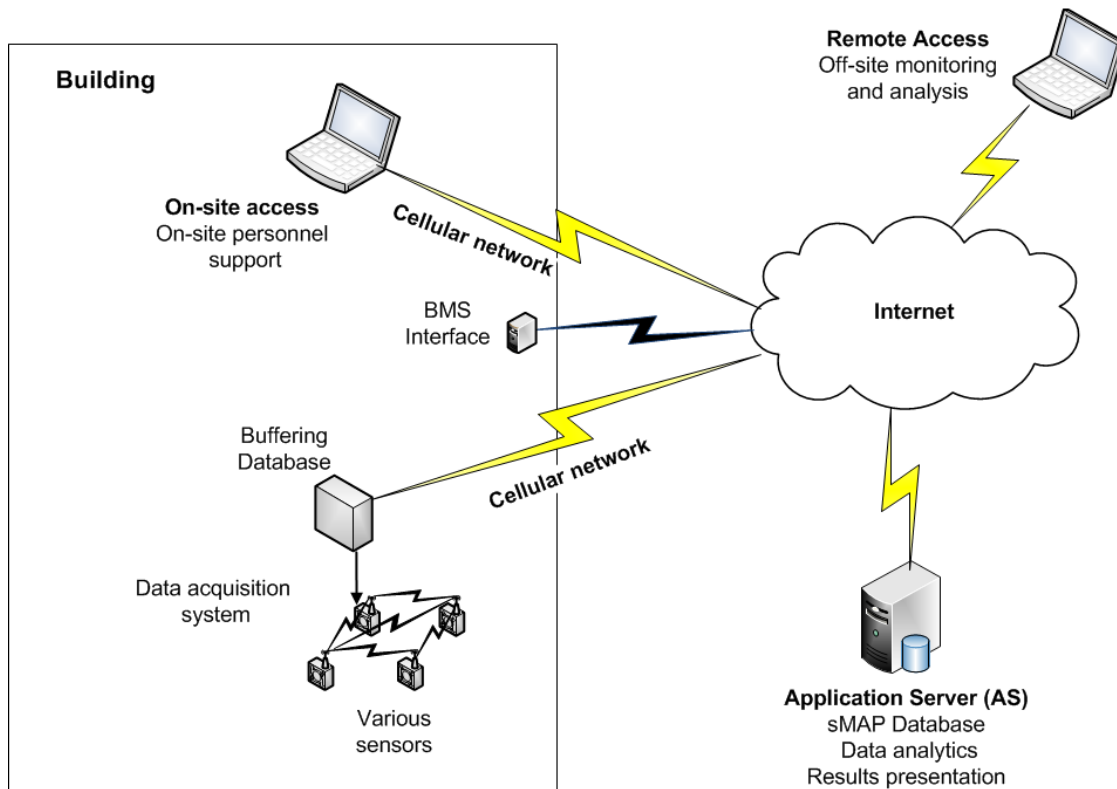 Building
On-site access
On-site personnel
support
Cellular network
BMS
Interface
Buffering
Database
Cellular network
Data acquisition
system
Various
sensors
Remote Access
Off-site monitoring
and analysis
Internet
Application Server (AS)
sMAP Database
Data analytics
Results presentation